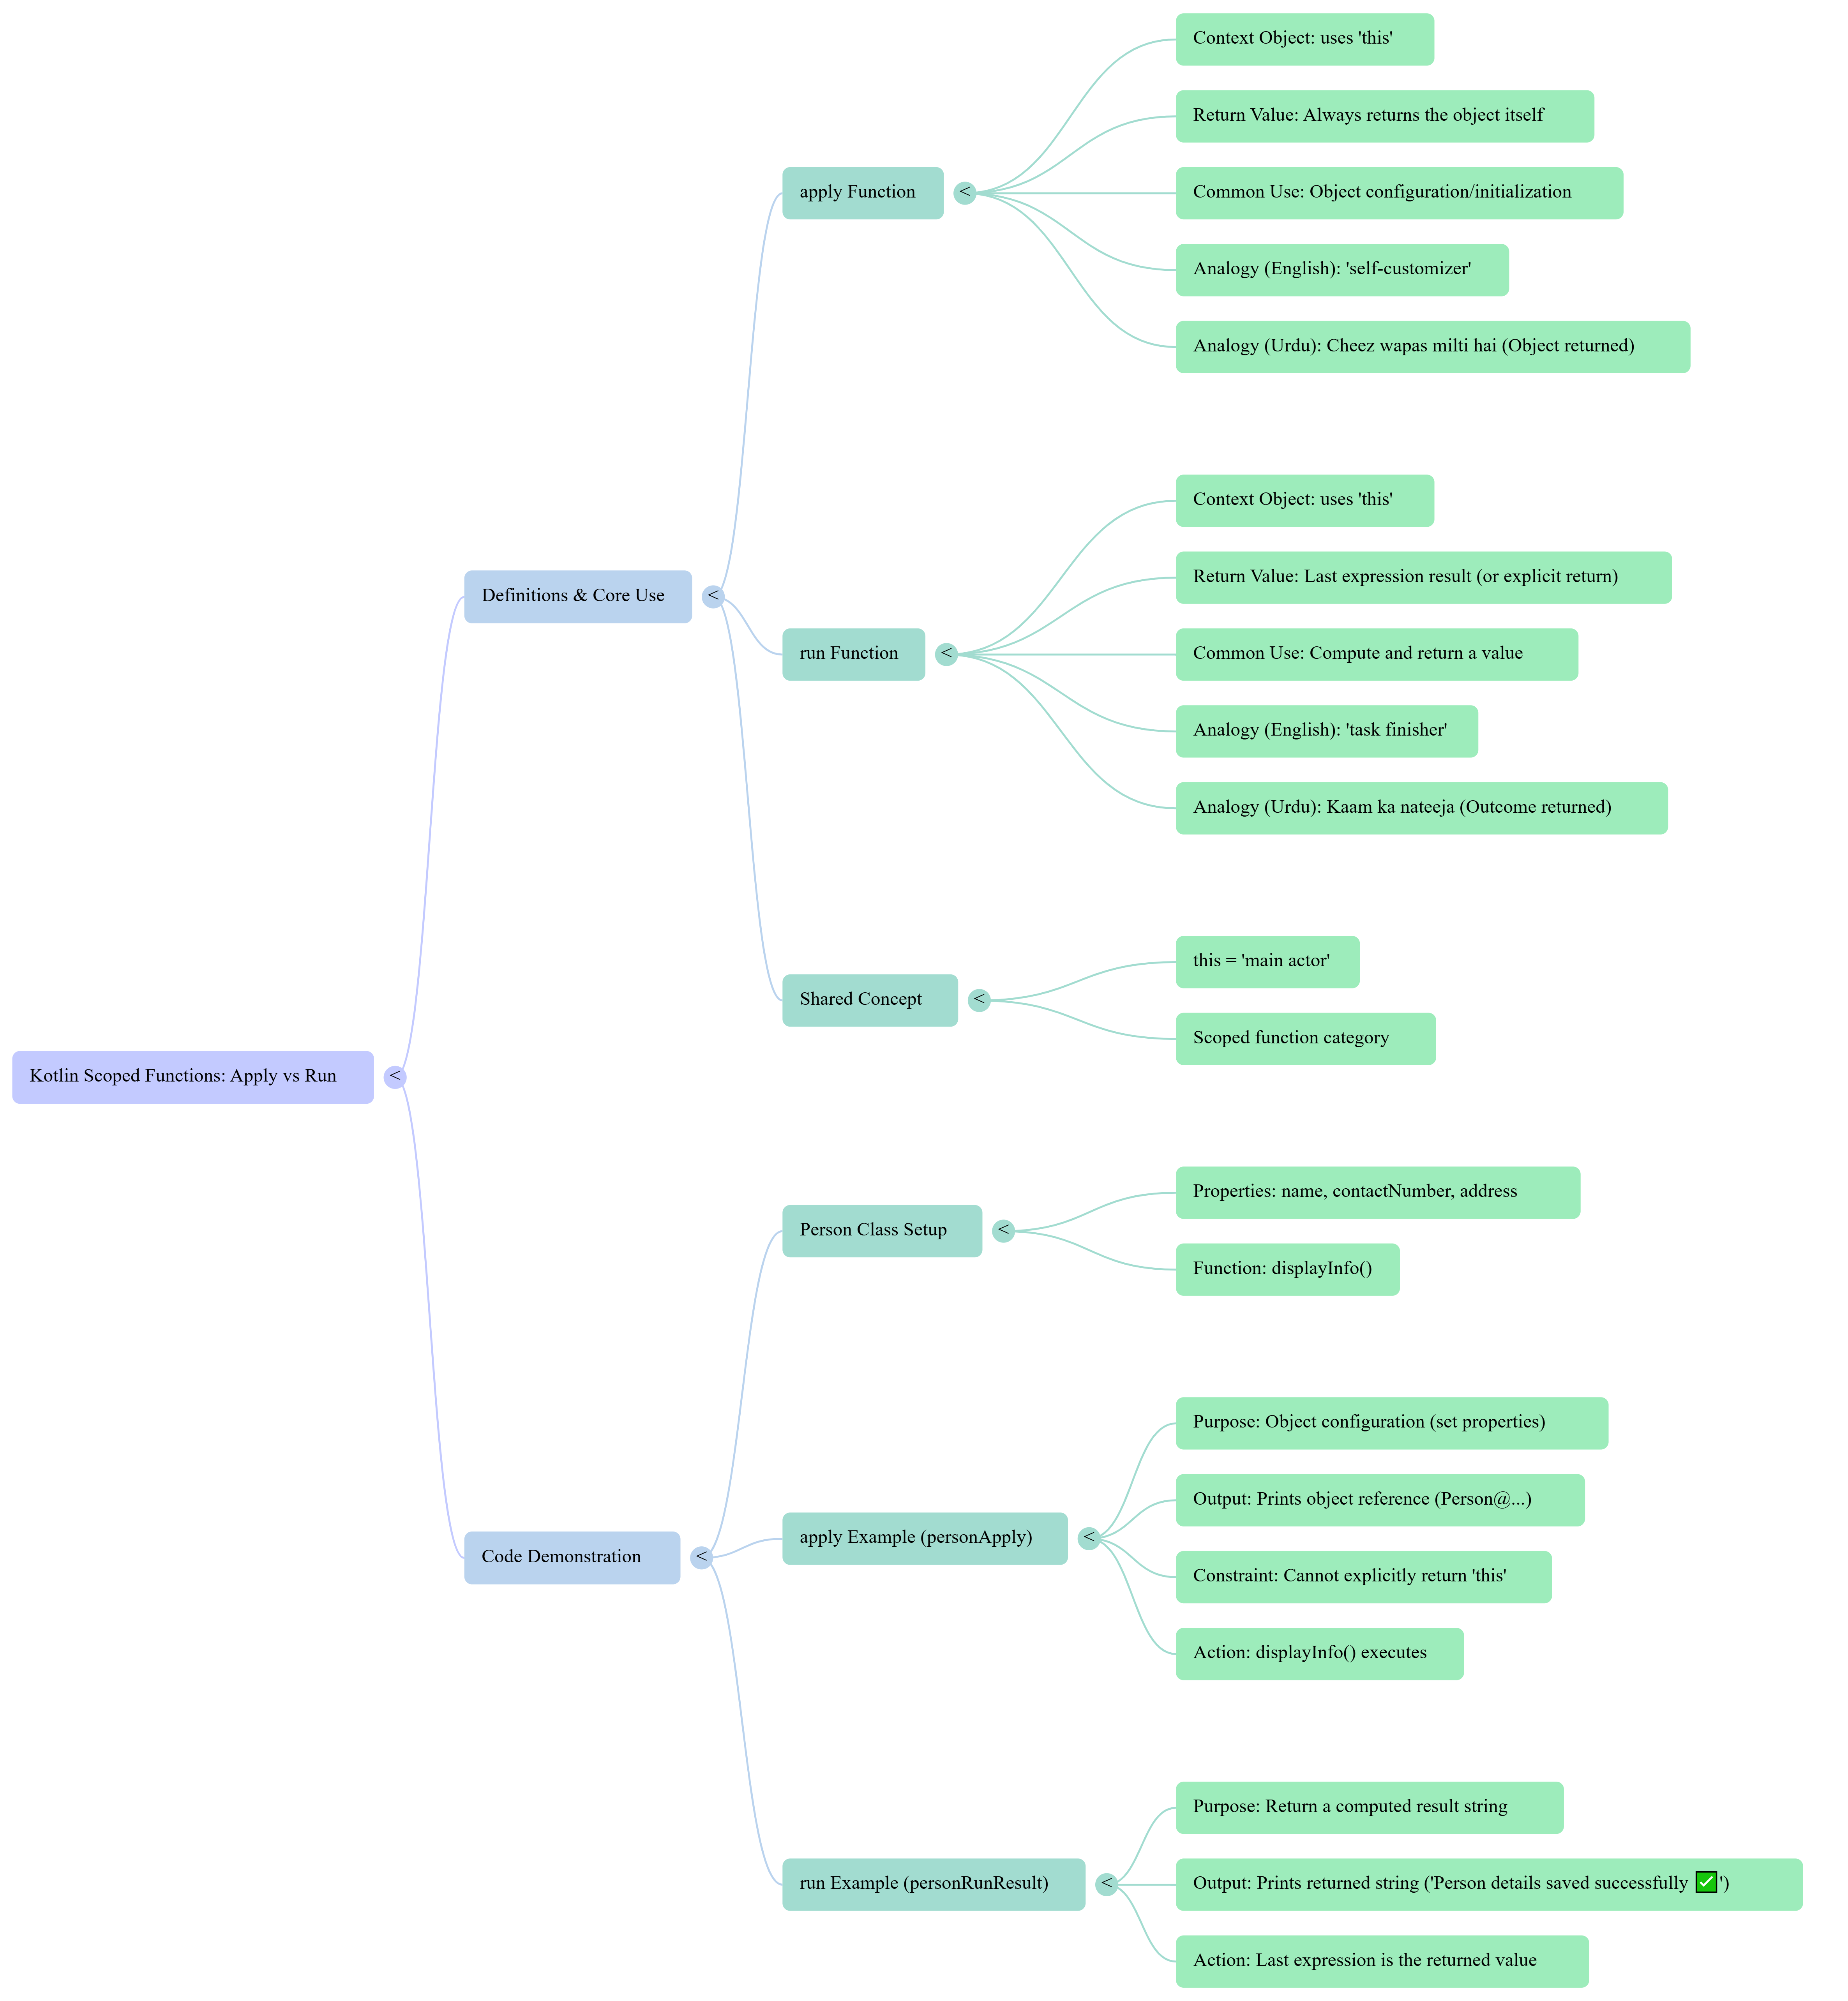 Kotlin Scoped Functions: Apply vs Run
<
Definitions & Core Use
<
apply Function
<
Context Object: uses 'this'
Return Value: Always returns the object itself
Common Use: Object configuration/initialization
Analogy (English): 'self-customizer'
Analogy (Urdu): Cheez wapas milti hai (Object returned)
run Function
<
Context Object: uses 'this'
Return Value: Last expression result (or explicit return)
Common Use: Compute and return a value
Analogy (English): 'task finisher'
Analogy (Urdu): Kaam ka nateeja (Outcome returned)
Shared Concept
<
this = 'main actor'
Scoped function category
Code Demonstration
<
Person Class Setup
<
Properties: name, contactNumber, address
Function: displayInfo()
apply Example (personApply)
<
Purpose: Object configuration (set properties)
Output: Prints object reference (Person@...)
Constraint: Cannot explicitly return 'this'
Action: displayInfo() executes
run Example (personRunResult)
<
Purpose: Return a computed result string
Output: Prints returned string ('Person details saved successfully ✅')
Action: Last expression is the returned value